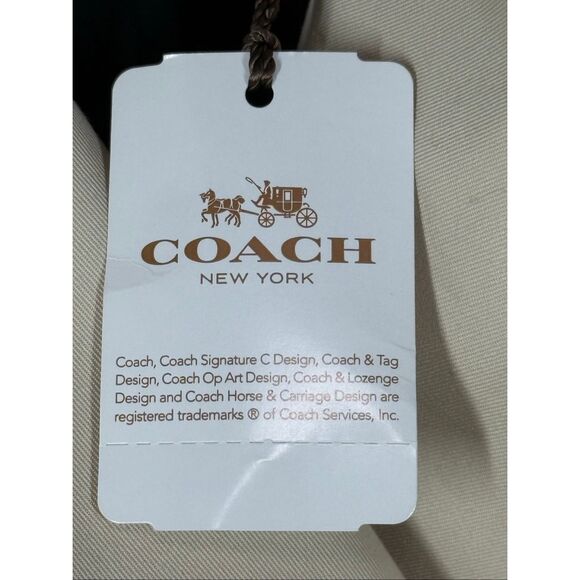 COACH
NEW YORK
Coach, Coach Signature C Design, Coach & Tag
Design, Coach Op Art Design, Coach & Lozenge
Design and Coach Horse & Carriage Design are
registered trademarks ® of Coach Services, Inc.